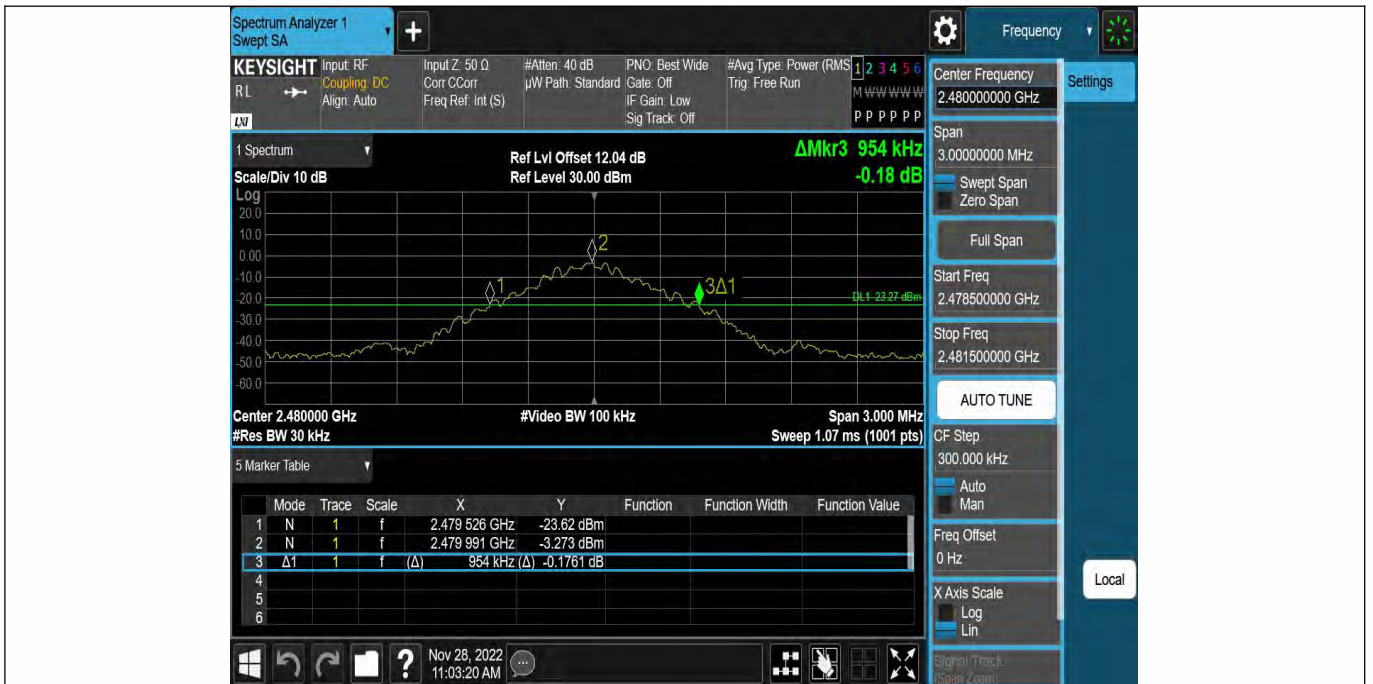 Spectrum Analyzer 1
Swept SA
+
Frequency
KEYSIGHT
RL
LXI
Input: RF
Coupling: DC
Align: Auto
Input Z: 50 Ω
Corr CCorr
Freq Ref: Int (S)
#Atten: 40 dB
µW Path: Standard
PNO: Best Wide
Gate: Off
IF Gain: Low
Sig Track: Off
#Avg Type: Power (RMS
Trig: Free Run
1 2 3 4 5 6
M W W W W W
P P P P P P
1 Spectrum
Scale/Div 10 dB
Ref Lvl Offset 12.04 dB
Ref Level 30.00 dBm
ΔMkr3 954 kHz
-0.18 dB
Log
20.0
10.0
0.00
-10.0
-20.0
-30.0
-40.0
-50.0
-60.0
2
1
3Δ1
DL1 -23.27 dBm
Center 2.480000 GHz
#Video BW 100 kHz
Span 3.000 MHz
#Res BW 30 kHz
Sweep 1.07 ms (1001 pts)
5 Marker Table
Mode Trace Scale X Y Function Function Width Function Value
1 N 1 f 2.479 526 GHz -23.62 dBm
2 N 1 f 2.479 991 GHz -3.273 dBm
3 Δ1 1 f (Δ) 954 kHz (Δ) -0.1761 dB
4
5
6
?
Nov 28, 2022
11:03:20 AM
Center Frequency
2.480000000 GHz
Settings
Span
3.00000000 MHz
Swept Span
Zero Span
Full Span
Start Freq
2.478500000 GHz
Stop Freq
2.481500000 GHz
AUTO TUNE
CF Step
300.000 kHz
Auto
Man
Freq Offset
0 Hz
Local
X Axis Scale
Log
Lin
Signal Track
(Span Zoom)